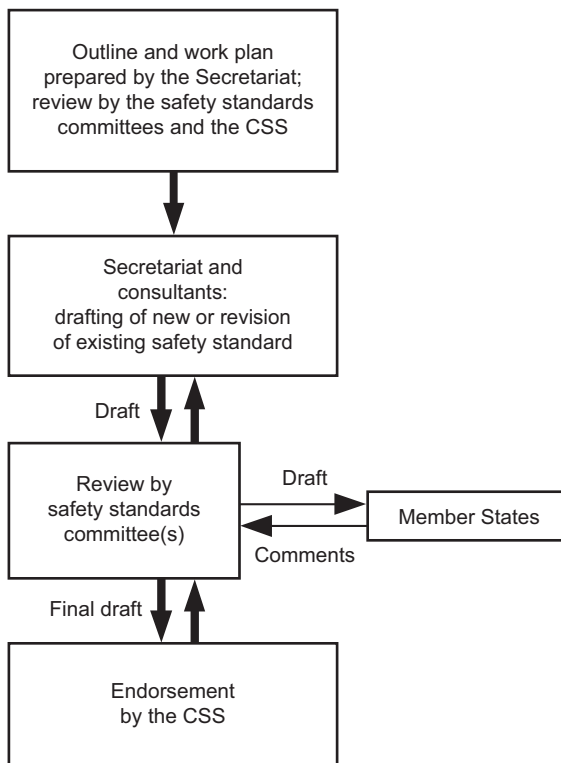 Outline and work plan
prepared by the Secretariat;
review by the safety standards
committees and the CSS
Secretariat and
consultants:
drafting of new or revision
of existing safety standard
Draft
Review by
safety standards
committee(s)
Draft
Member States
Comments
Final draft
Endorsement
by the CSS